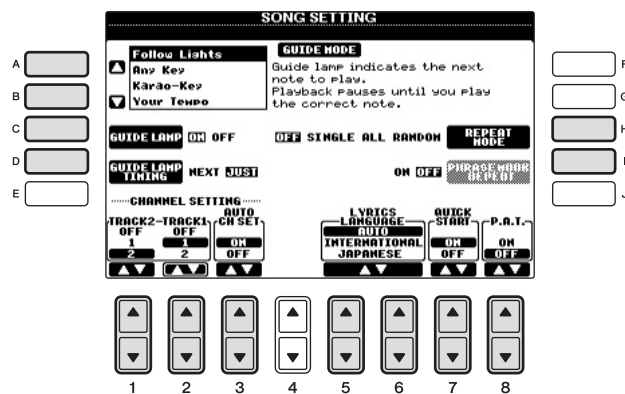 SONG SETTING
Follow Lights
Any Key
Karao-Key
Your Tempo
GUIDE MODE
Guide lamp indicates the next
note to play.
Playback pauses until you play
the correct note.
GUIDE LAMP ON OFF
OFF SINGLE ALL RANDOM REPEAT
MODE
GUIDE LAMP
TIMING NEXT JUST
ON OFF PHRASE MARK
REPEAT
CHANNEL SETTING
TRACK2 TRACK1 AUTO
CH SET
OFF OFF
1 1 ON
2 2 OFF
LYRICS
LANGUAGE
AUTO
INTERNATIONAL
JAPANESE
QUICK
START
ON
OFF
P.A.T.
ON
OFF
A
B
C
D
E
F
G
H
I
J
1 2 3 4 5 6 7 8